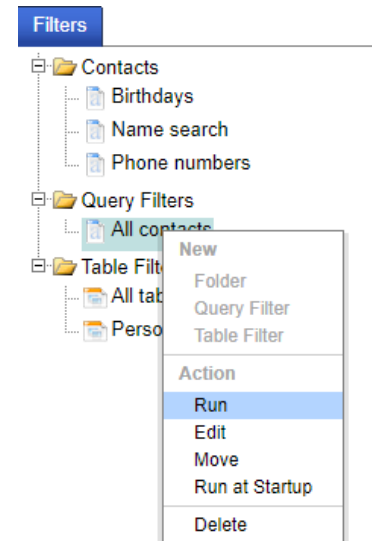 Filters
Contacts
Birthdays
Name search
Phone numbers
Query Filters
All contacts
Table Filt
All tab
Perso
New
Folder
Query Filter
Table Filter
Action
Run
Edit
Move
Run at Startup
Delete